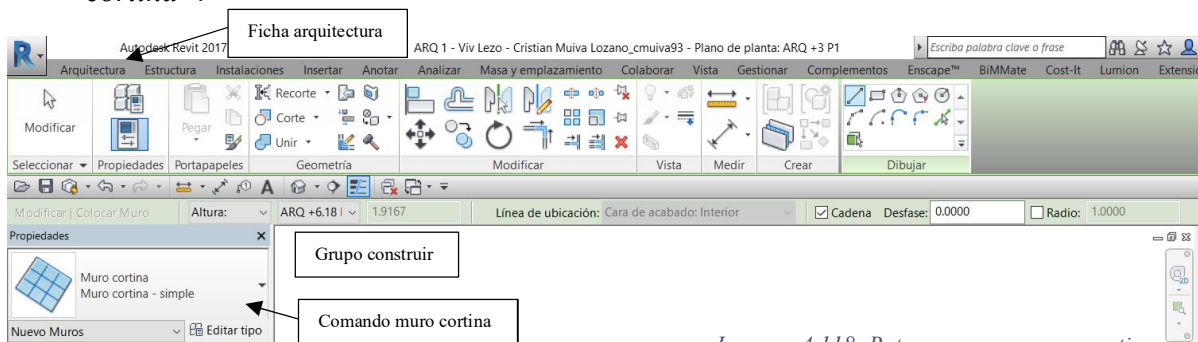 Ficha arquitectura
Autodesk Revit 2017 ARQ 1 - Viv Lezo - Cristian Muiva Lozano_cmuiva93 - Plano de planta: ARQ +3 P1 Escriba palabra clave o frase
Arquitectura Estructura Instalaciones Insertar Anotar Analizar Masa y emplazamiento Colaborar Vista Gestionar Complementos Enscape™ BiMMate Cost-It Lumion Extensio
Recorte
Modificar Pegar Corte
Unir
Seleccionar Propiedades Portapapeles Geometría Modificar Vista Medir Crear Dibujar
Modificar | Colocar Muro Altura: ARQ +6.18 1.9167 Línea de ubicación: Cara de acabado: Interior Cadena Desfase: 0.0000 Radio: 1.0000
Propiedades
Grupo construir
Muro cortina
Muro cortina - simple
Comando muro cortina
Nuevo Muros Editar tipo